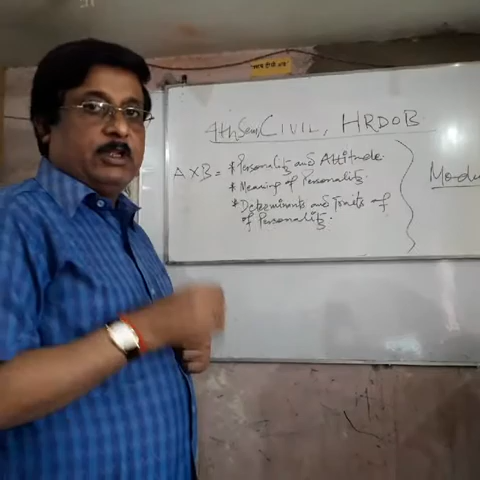 4th Sem, CIVIL, HRDOB
A X B = * Personality and Attitude.
* Meaning of Personality.
* Determinants and Traits of
of Personality.
Modu